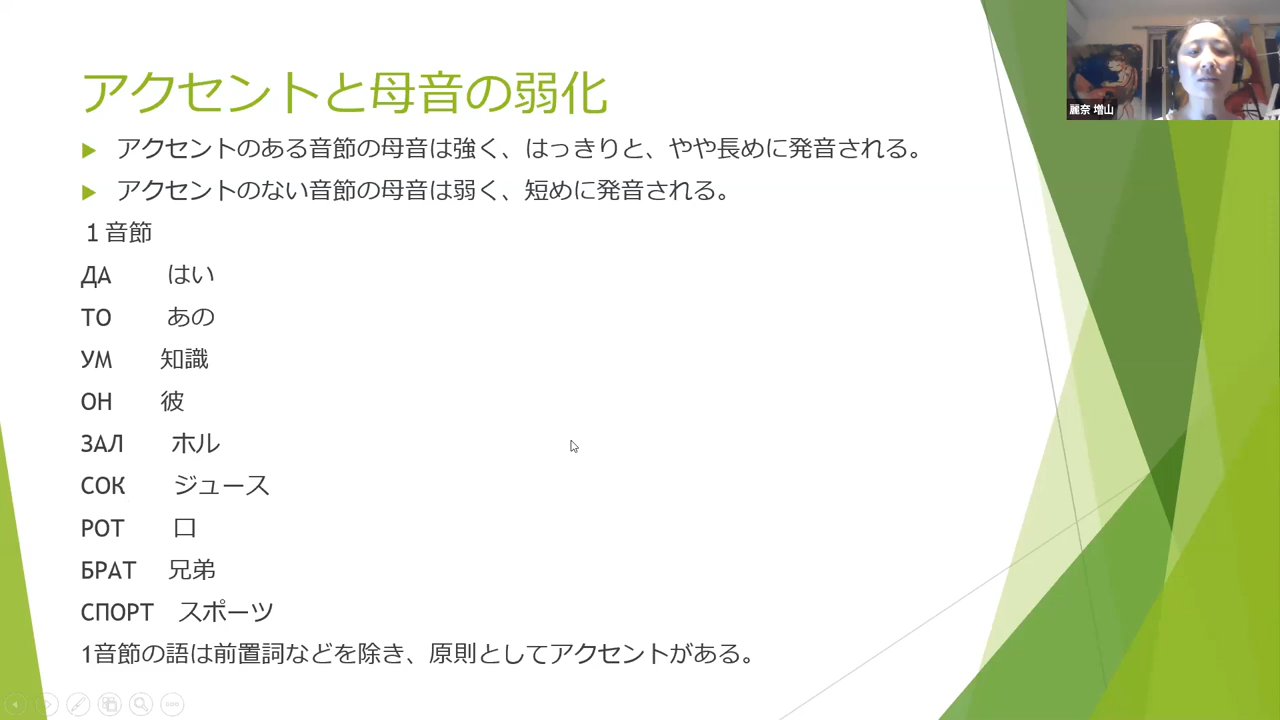 アクセントと母音の弱化
アクセントのある音節の母音は強く、はっきりと、やや長めに発音される。
アクセントのない音節の母音は弱く、短めに発音される。
１音節
ДА はい
ТО あの
УМ 知識
ОН 彼
ЗАЛ ホル
СОК ジュース
РОТ 口
БРАТ 兄弟
СПОРТ スポーツ
1音節の語は前置詞などを除き、原則としてアクセントがある。
麗奈 増山